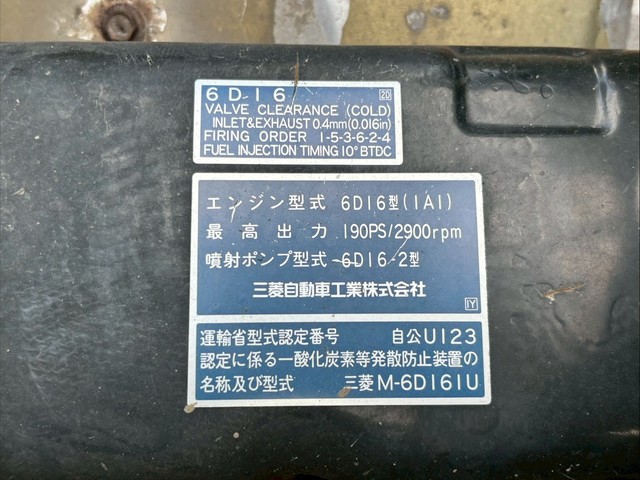 6D16 2D
VALVE CLEARANCE (COLD)
INLET&EXHAUST 0.4mm(0.016in)
FIRING ORDER 1-5-3-6-2-4
FUEL INJECTION TIMING 10° BTDC
エンジン型式 6D16型(1A1)
最高出力 190PS/2900rpm
噴射ポンプ型式 6D16-2型
三菱自動車工業株式会社
1Y
運輸省型式認定番号 自公U123
認定に係る一酸化炭素等発散防止装置の
名称及び型式 三菱M-6D161U